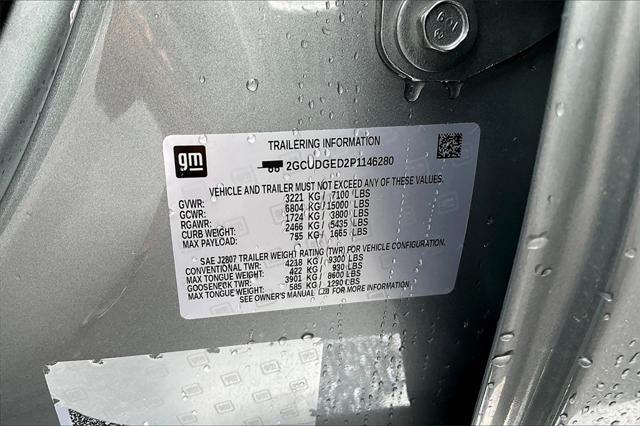 TRAILERING INFORMATION
gm
2GCUDGED2P1146280
VEHICLE AND TRAILER MUST NOT EXCEED ANY OF THESE VALUES.
GVWR: 3221 KG/ 7100 LBS
GCWR: 6804 KG/ 15000 LBS
RGAWR: 1724 KG/ 3800 LBS
CURB WEIGHT: 2466 KG/ 5435 LBS
MAX PAYLOAD: 755 KG/ 1665 LBS
SAE J2807 TRAILER WEIGHT RATING (TWR) FOR VEHICLE CONFIGURATION.
CONVENTIONAL TWR: 4218 KG/ 9300 LBS
MAX TONGUE WEIGHT: 422 KG/ 930 LBS
GOOSENECK TWR: 3901 KG/ 8600 LBS
MAX TONGUE WEIGHT: 585 KG/ 1290 LBS
SEE OWNER'S MANUAL FOR MORE INFORMATION